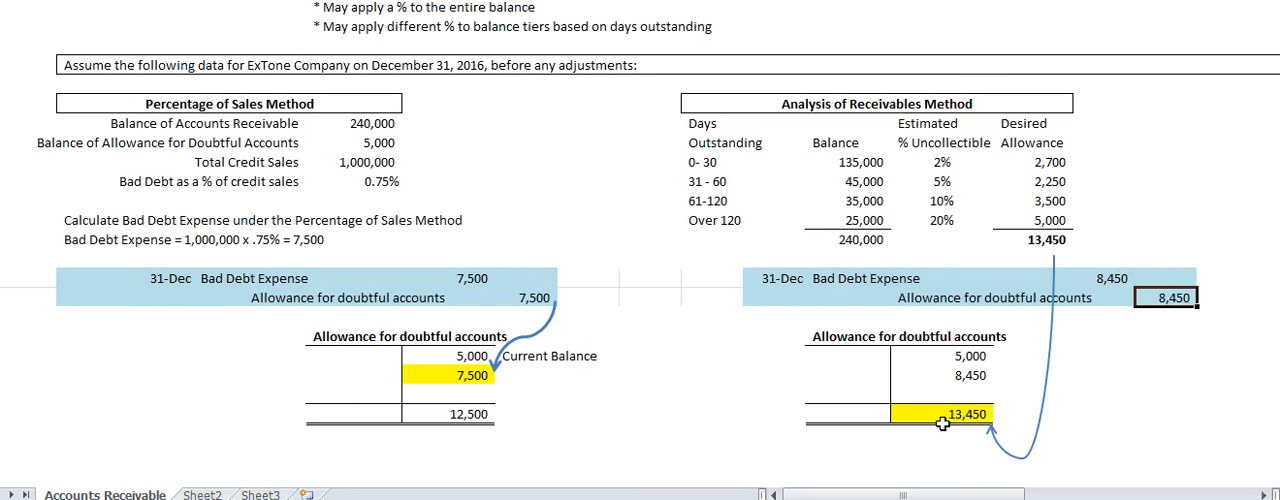 * May apply a % to the entire balance
* May apply different % to balance tiers based on days outstanding
Assume the following data for ExTone Company on December 31, 2016, before any adjustments:
Percentage of Sales Method
Balance of Accounts Receivable 240,000
Balance of Allowance for Doubtful Accounts 5,000
Total Credit Sales 1,000,000
Bad Debt as a % of credit sales 0.75%
Calculate Bad Debt Expense under the Percentage of Sales Method
Bad Debt Expense = 1,000,000 x .75% = 7,500
31-Dec Bad Debt Expense 7,500
Allowance for doubtful accounts 7,500
Allowance for doubtful accounts
5,000 Current Balance
7,500
12,500
Analysis of Receivables Method
Days Estimated Desired
Outstanding Balance % Uncollectible Allowance
0- 30 135,000 2% 2,700
31 - 60 45,000 5% 2,250
61-120 35,000 10% 3,500
Over 120 25,000 20% 5,000
240,000 13,450
31-Dec Bad Debt Expense 8,450
Allowance for doubtful accounts 8,450
Allowance for doubtful accounts
5,000
8,450
13,450
Accounts Receivable Sheet2 Sheet3